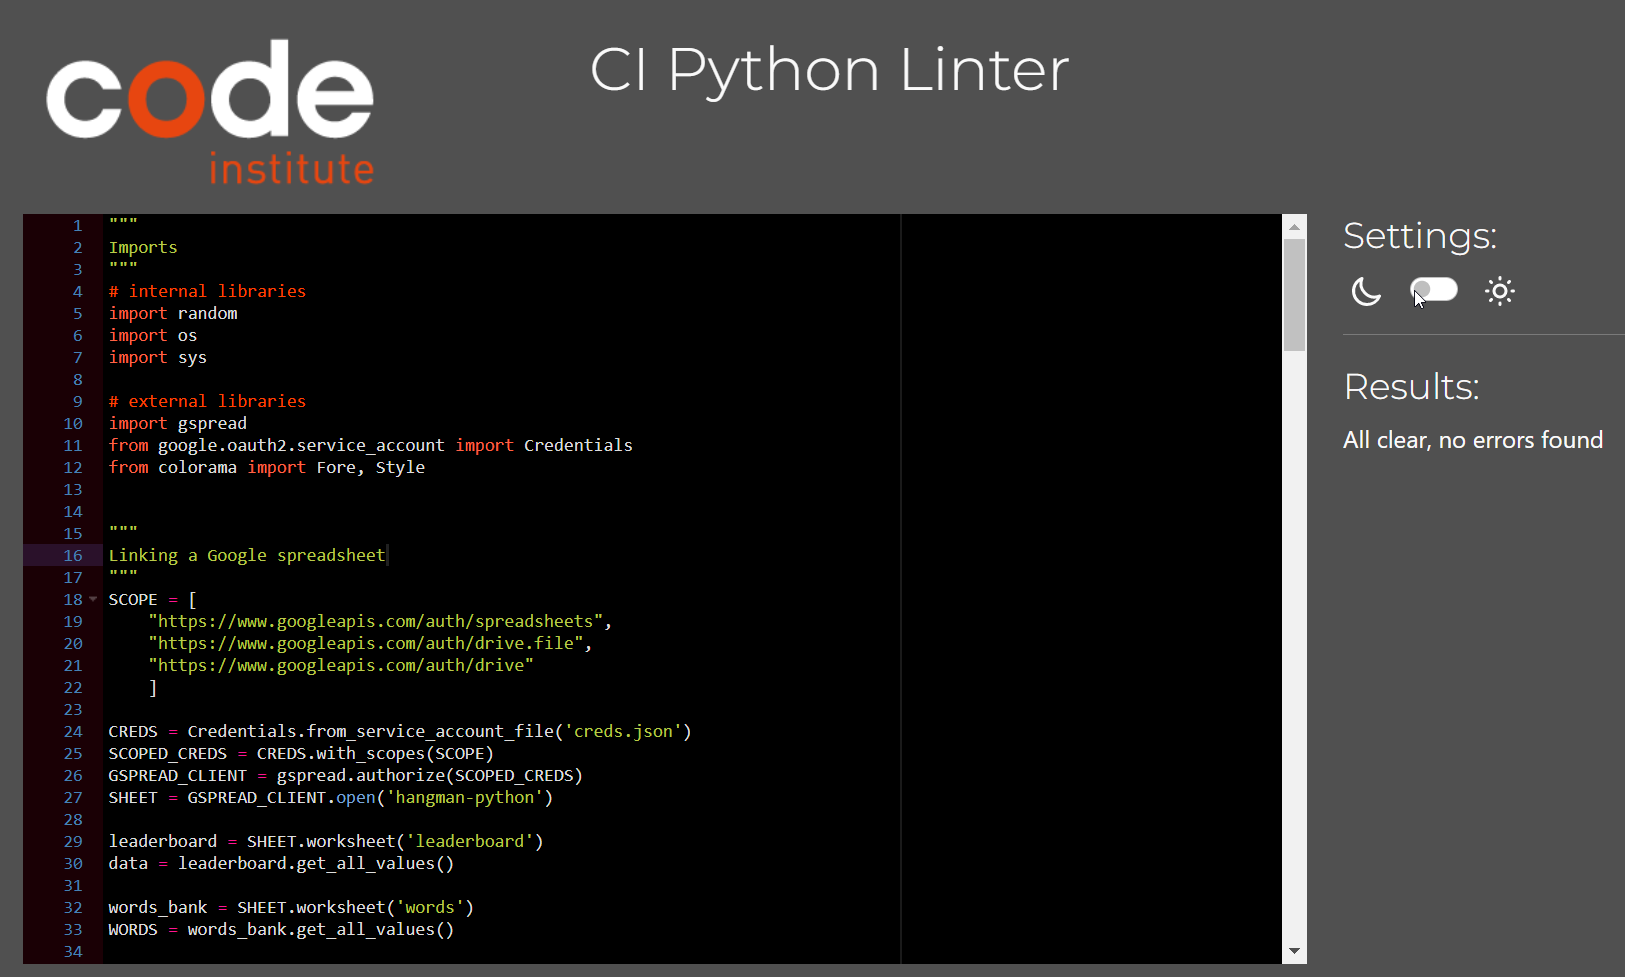 code
institute
CI Python Linter
1 """
2 Imports
3 """
4 # internal libraries
5 import random
6 import os
7 import sys
8
9 # external libraries
10 import gspread
11 from google.oauth2.service_account import Credentials
12 from colorama import Fore, Style
13
14
15 """
16 Linking a Google spreadsheet
17 """
18 SCOPE = [
19     "https://www.googleapis.com/auth/spreadsheets",
20     "https://www.googleapis.com/auth/drive.file",
21     "https://www.googleapis.com/auth/drive"
22     ]
23
24 CREDS = Credentials.from_service_account_file('creds.json')
25 SCOPED_CREDS = CREDS.with_scopes(SCOPE)
26 GSPREAD_CLIENT = gspread.authorize(SCOPED_CREDS)
27 SHEET = GSPREAD_CLIENT.open('hangman-python')
28
29 leaderboard = SHEET.worksheet('leaderboard')
30 data = leaderboard.get_all_values()
31
32 words_bank = SHEET.worksheet('words')
33 WORDS = words_bank.get_all_values()
34
Settings:
Results:
All clear, no errors found